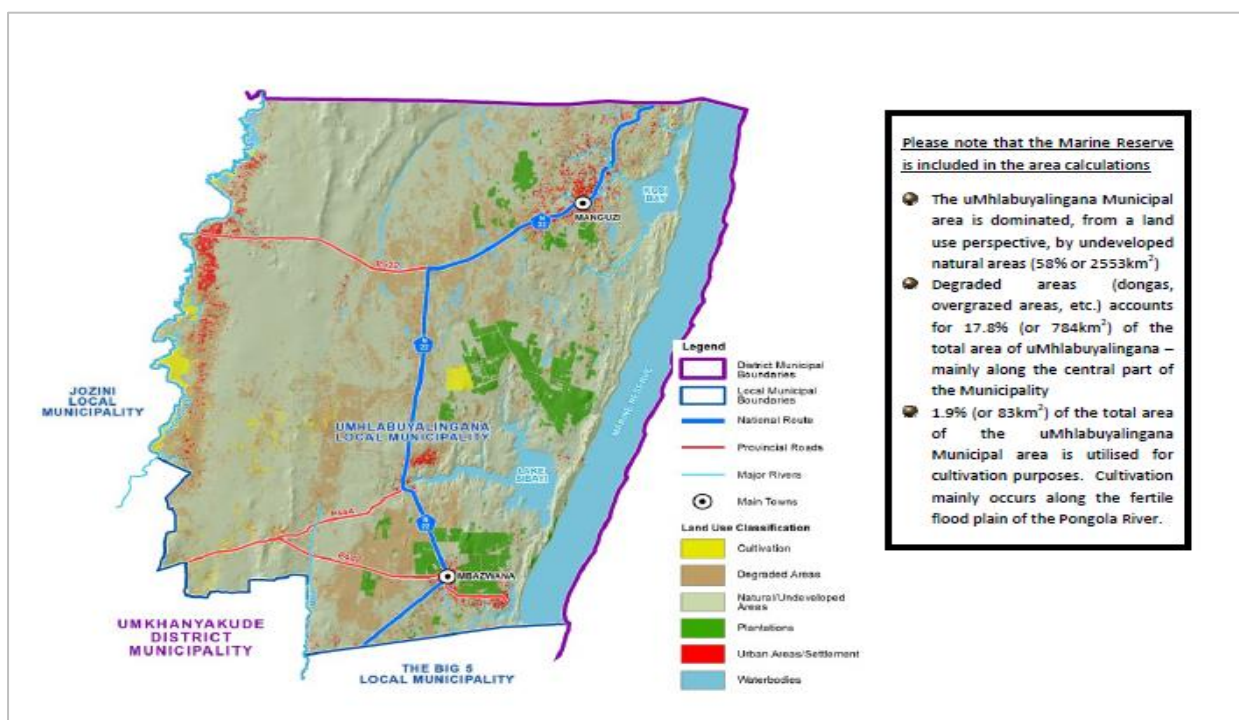 KOSI
BAY
MANGUZI
N
22
P522
N
22
JOZINI
LOCAL
MUNICIPALITY
UMHLABUYALINGANA
LOCAL MUNICIPALITY
MARINE RESERVE
LAKE
SIBAYI
P444
N
22
P447
MBAZWANA
UMKHANYAKUDE
DISTRICT
MUNICIPALITY
THE BIG 5
LOCAL MUNICIPALITY
Legend
District Municipal
Boundaries
Local Municipal
Boundaries
National Route
Provincial Roads
Major Rivers
Main Towns
Land Use Classification
Cultivation
Degraded Areas
Natural/Undeveloped
Areas
Plantations
Urban Areas/Settlement
Waterbodies
Please note that the Marine Reserve
is included in the area calculations
The uMhlabuyalingana Municipal
area is dominated, from a land
use perspective, by undeveloped
natural areas (58% or 2553km²)
Degraded areas (dongas,
overgrazed areas, etc.) accounts
for 17.8% (or 784km²) of the
total area of uMhlabuyalingana –
mainly along the central part of
the Municipality
1.9% (or 83km²) of the total area
of the uMhlabuyalingana
Municipal area is utilised for
cultivation purposes. Cultivation
mainly occurs along the fertile
flood plain of the Pongola River.